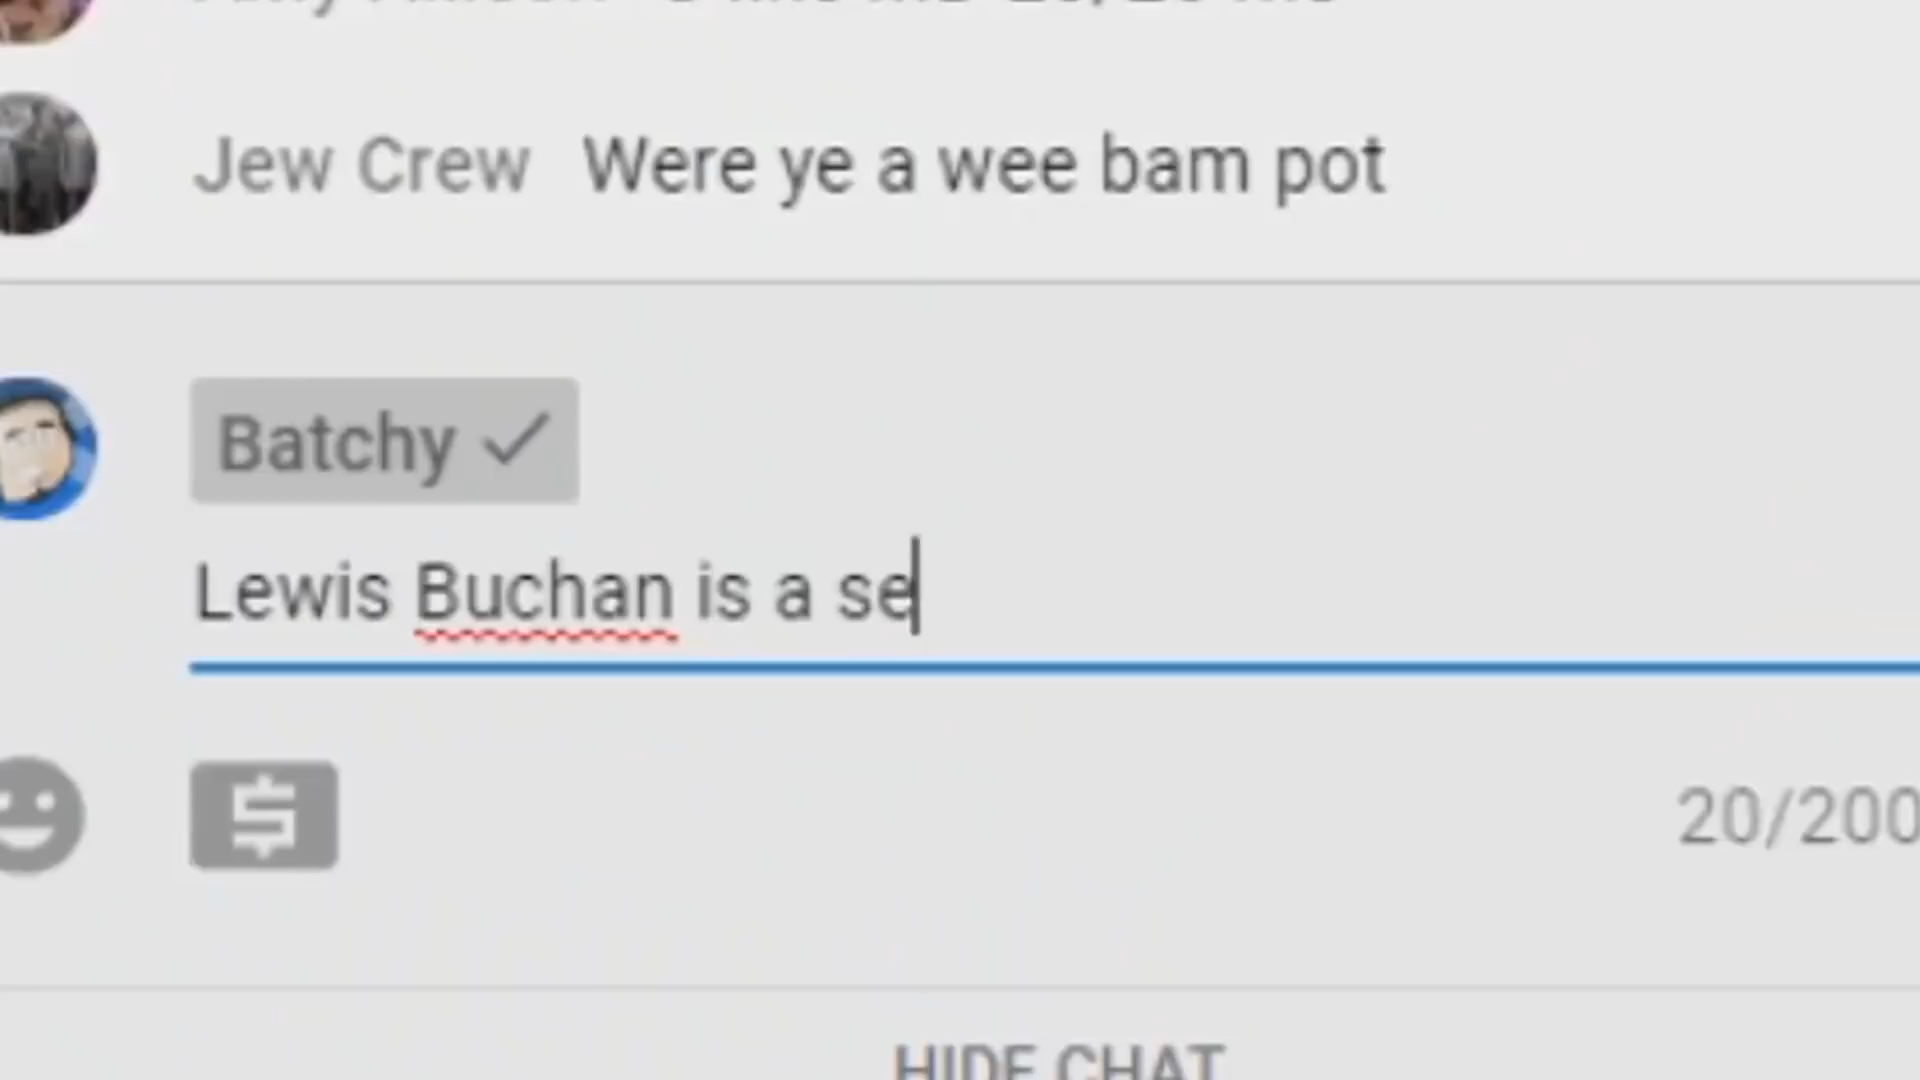 Jew Crew Were ye a wee bam pot
Batchy
Lewis Buchan is a se
20/200
HIDE CHAT